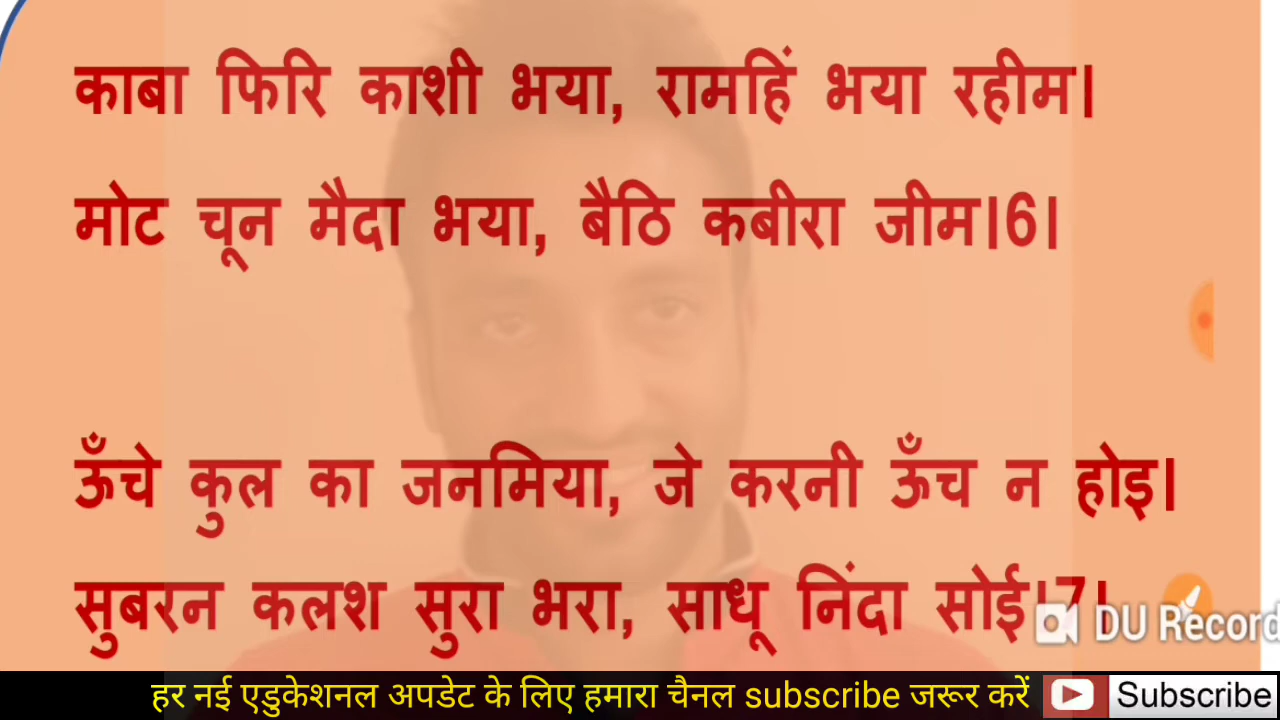 काबा फिरि काशी भया, रामहिं भया रहीम।
मोट चून मैदा भया, बैठि कबीरा जीम।6।
ऊँचे कुल का जनमिया, जे करनी ऊँच न होइ।
सुबरन कलश सुरा भरा, साधू निंदा सोई।7।
DU Record
हर नई एडुकेशनल अपडेट के लिए हमारा चैनल subscribe जरूर करें Subscribe